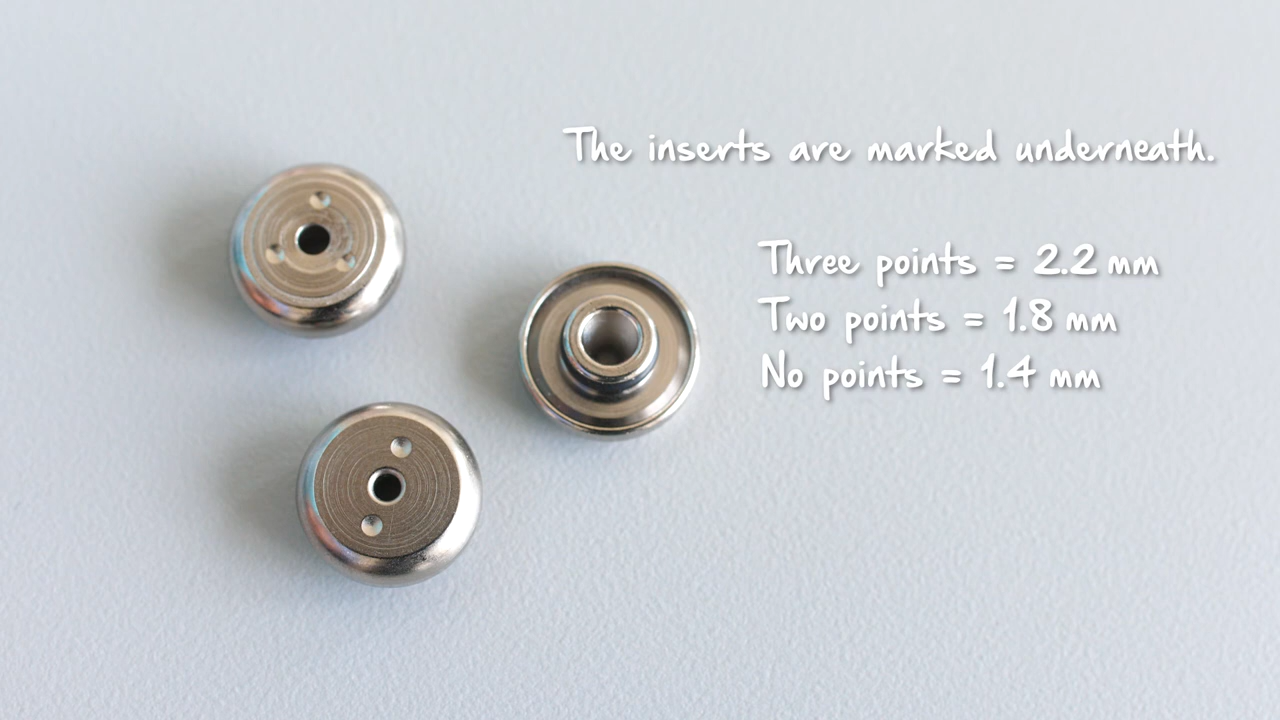 The inserts are marked underneath.
Three points = 2.2 mm
Two points = 1.8 mm
No points = 1.4 mm